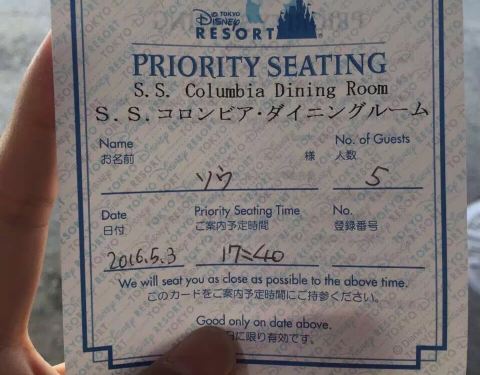 TOKYO
Disney
RESORT
PRIORITY SEATING
S.S. Columbia Dining Room
S.S.コロンビア・ダイニングルーム
Name No. of Guests
お名前 様 人数
ソウ 5
Date Priority Seating Time No.
日付 ご案内予定時間 登録番号
2016.5.3 17=40
We will seat you as close as possible to the above time.
このカードをご案内予定時間にご持参ください。
Good only on date above.
日に限り有効です。